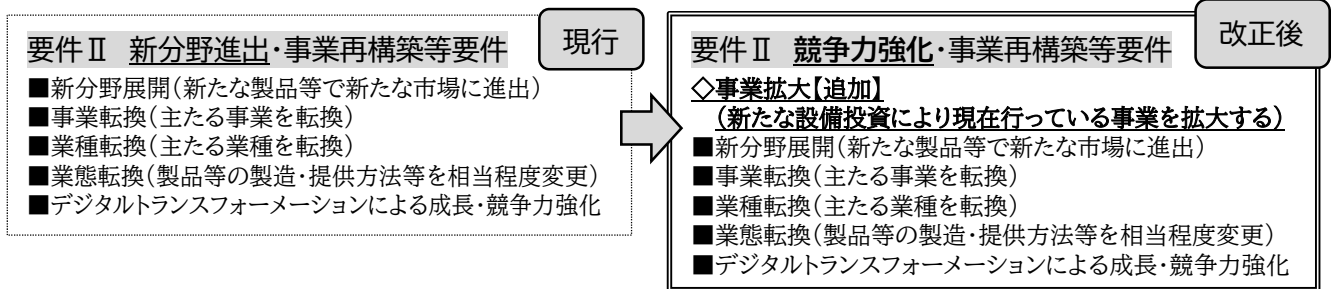 現行
要件Ⅱ 新分野進出・事業再構築等要件
■新分野展開(新たな製品等で新たな市場に進出)
■事業転換(主たる事業を転換)
■業種転換(主たる業種を転換)
■業態転換(製品等の製造・提供方法等を相当程度変更)
■デジタルトランスフォーメーションによる成長・競争力強化
改正後
要件Ⅱ 競争力強化・事業再構築等要件
◇事業拡大【追加】
(新たな設備投資により現在行っている事業を拡大する)
■新分野展開(新たな製品等で新たな市場に進出)
■事業転換(主たる事業を転換)
■業種転換(主たる業種を転換)
■業態転換(製品等の製造・提供方法等を相当程度変更)
■デジタルトランスフォーメーションによる成長・競争力強化